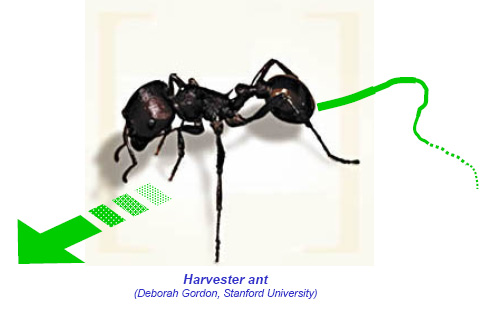 Harvester ant
(Deborah Gordon, Stanford University)